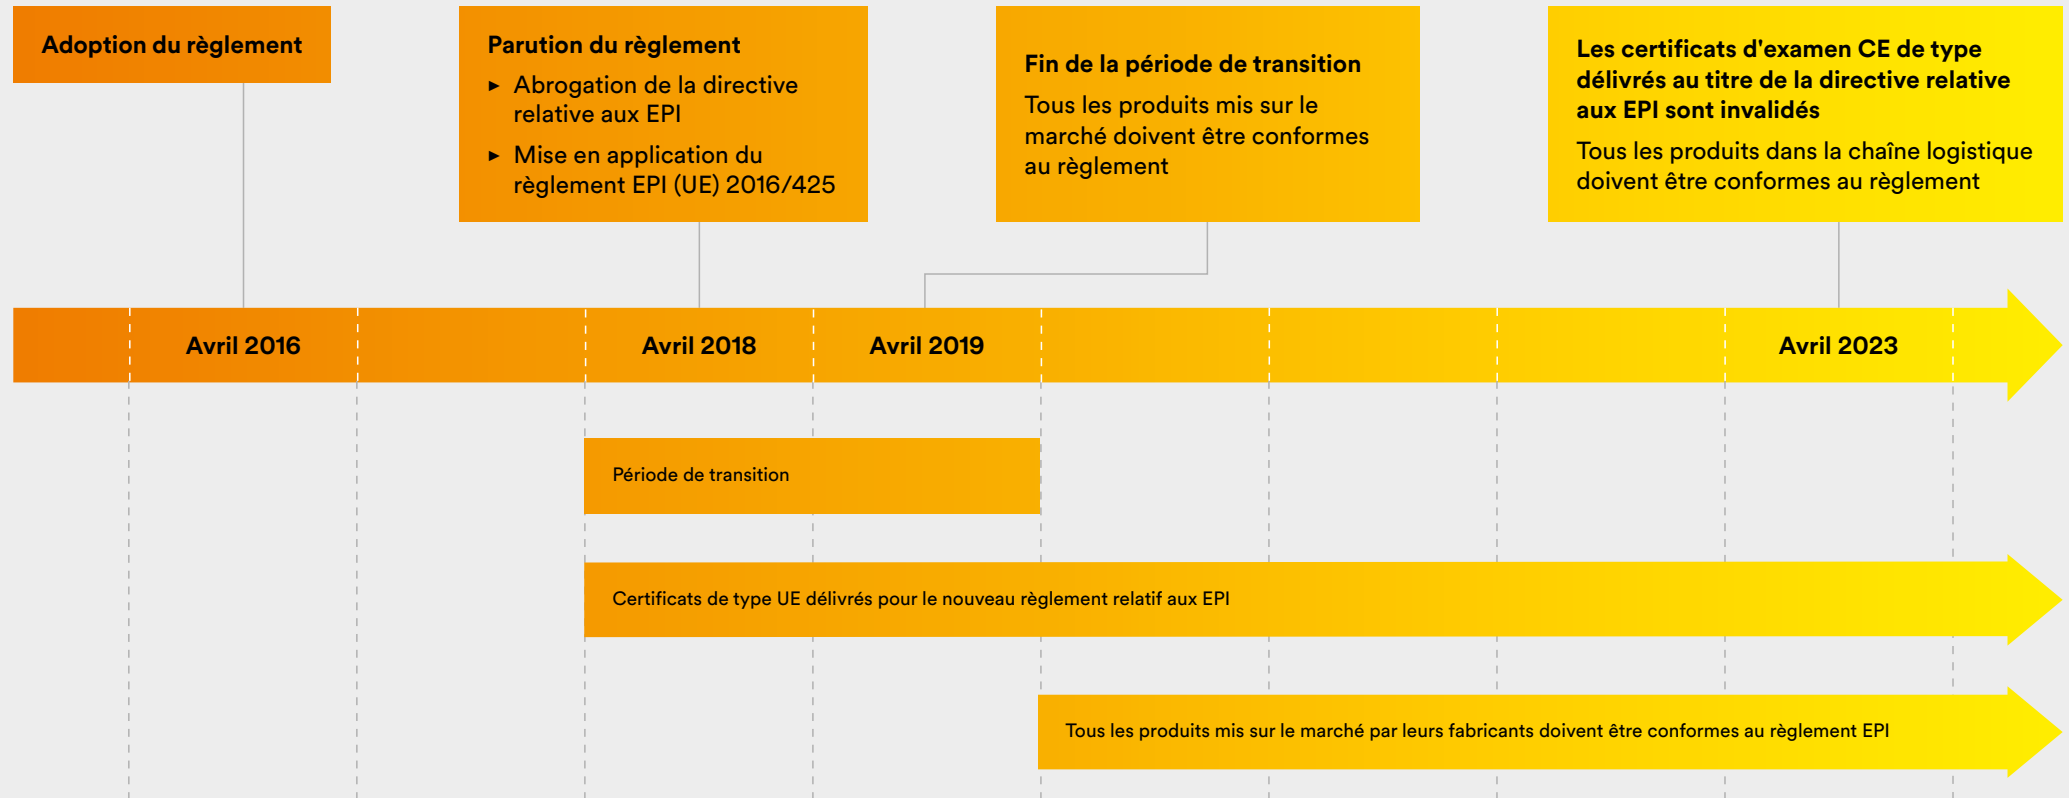 Adoption du règlement
Parution du règlement
► Abrogation de la directive
relative aux EPI
► Mise en application du
règlement EPI (UE) 2016/425
Fin de la période de transition
Tous les produits mis sur le
marché doivent être conformes
au règlement
Les certificats d'examen CE de type
délivrés au titre de la directive relative
aux EPI sont invalidés
Tous les produits dans la chaîne logistique
doivent être conformes au règlement
Avril 2016
Avril 2018
Avril 2019
Avril 2023
Période de transition
Certificats de type UE délivrés pour le nouveau règlement relatif aux EPI
Tous les produits mis sur le marché par leurs fabricants doivent être conformes au règlement EPI